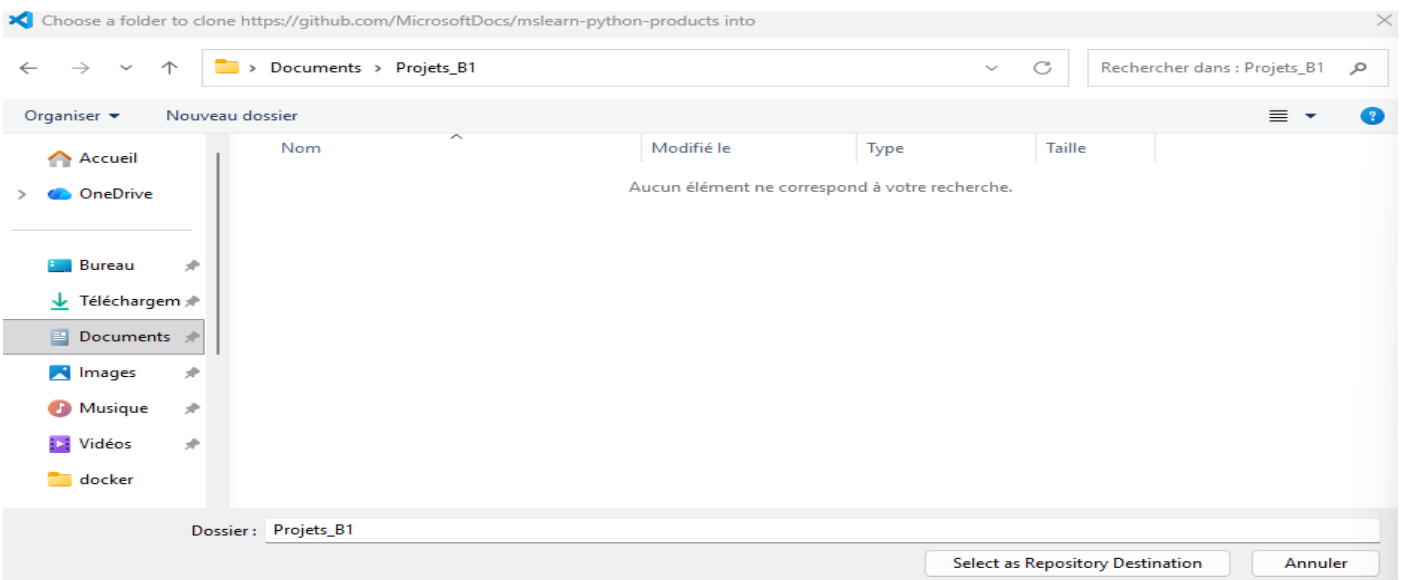 Choose a folder to clone https://github.com/MicrosoftDocs/mslearn-python-products into
Documents > Projets_B1
Rechercher dans : Projets_B1
Organiser
Nouveau dossier
Nom
Modifié le
Type
Taille
Aucun élément ne correspond à votre recherche.
Accueil
OneDrive
Bureau
Téléchargem
Documents
Images
Musique
Vidéos
docker
Dossier : Projets_B1
Select as Repository Destination
Annuler